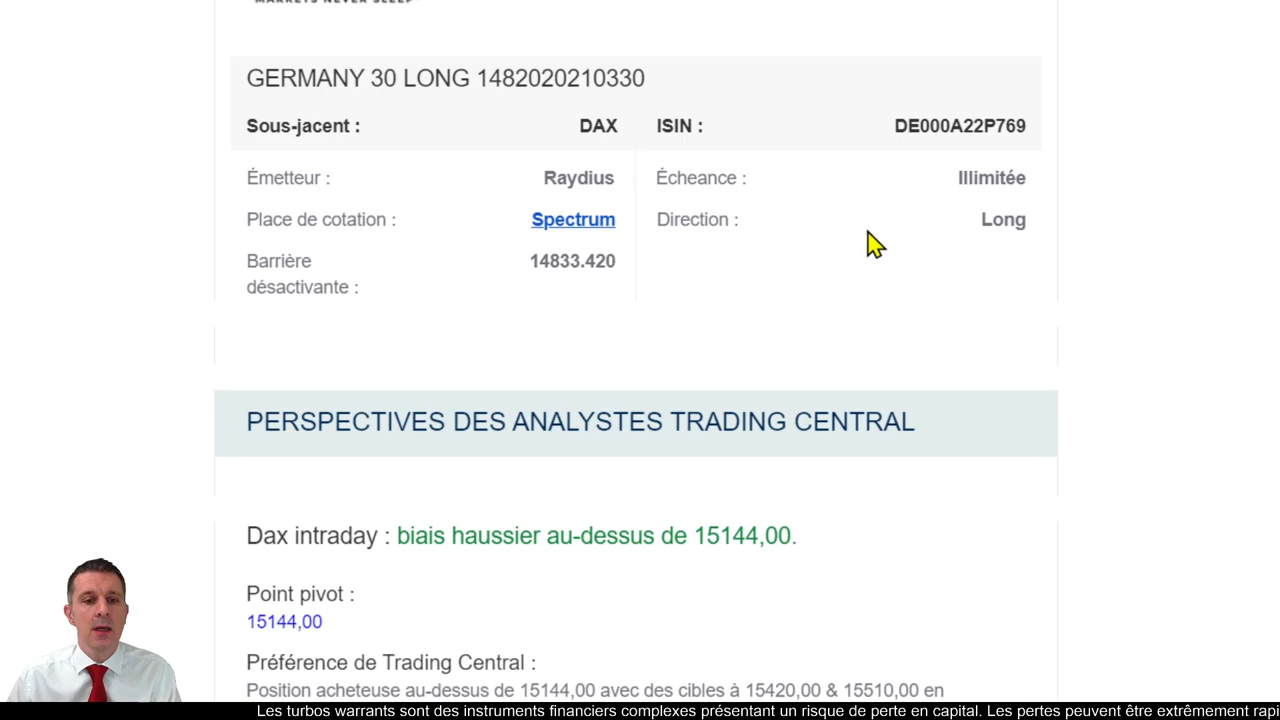 MARKETS NEVER SLEEP
GERMANY 30 LONG 1482020210330
Sous-jacent : DAX ISIN : DE000A22P769
Émetteur : Raydius Écheance : Illimitée
Place de cotation : Spectrum Direction : Long
Barrière 14833.420
désactivante :
PERSPECTIVES DES ANALYSTES TRADING CENTRAL
Dax intraday : biais haussier au-dessus de 15144,00.
Point pivot :
15144,00
Préférence de Trading Central :
Position acheteuse au-dessus de 15144,00 avec des cibles à 15420,00 & 15510,00 en
Les turbos warrants sont des instruments financiers complexes présentant un risque de perte en capital. Les pertes peuvent être extrêmement rapi